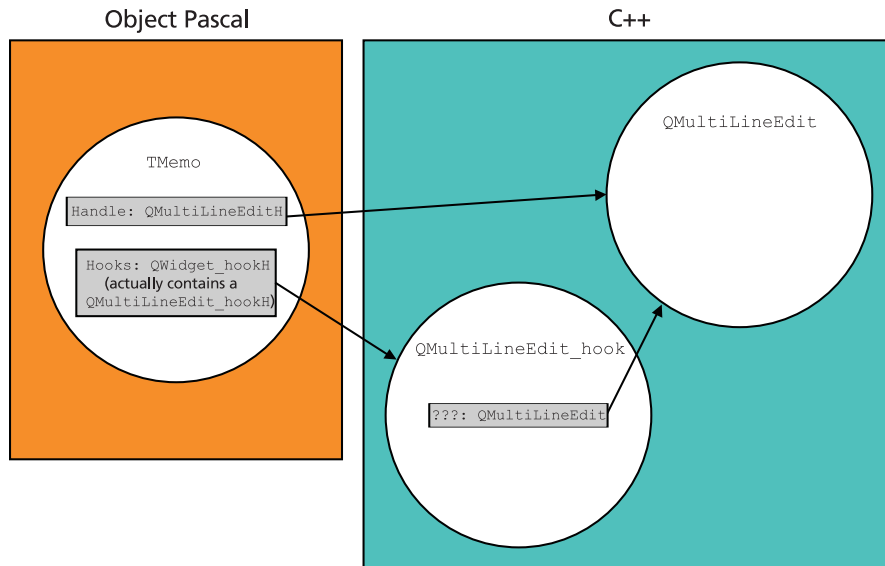 Object Pascal
TMemo
Handle: QMultiLineEditH
Hooks: QWidget_hookH
(actually contains a
QMultiLineEdit_hookH)
C++
QMultiLineEdit
QMultiLineEdit_hook
???: QMultiLineEdit